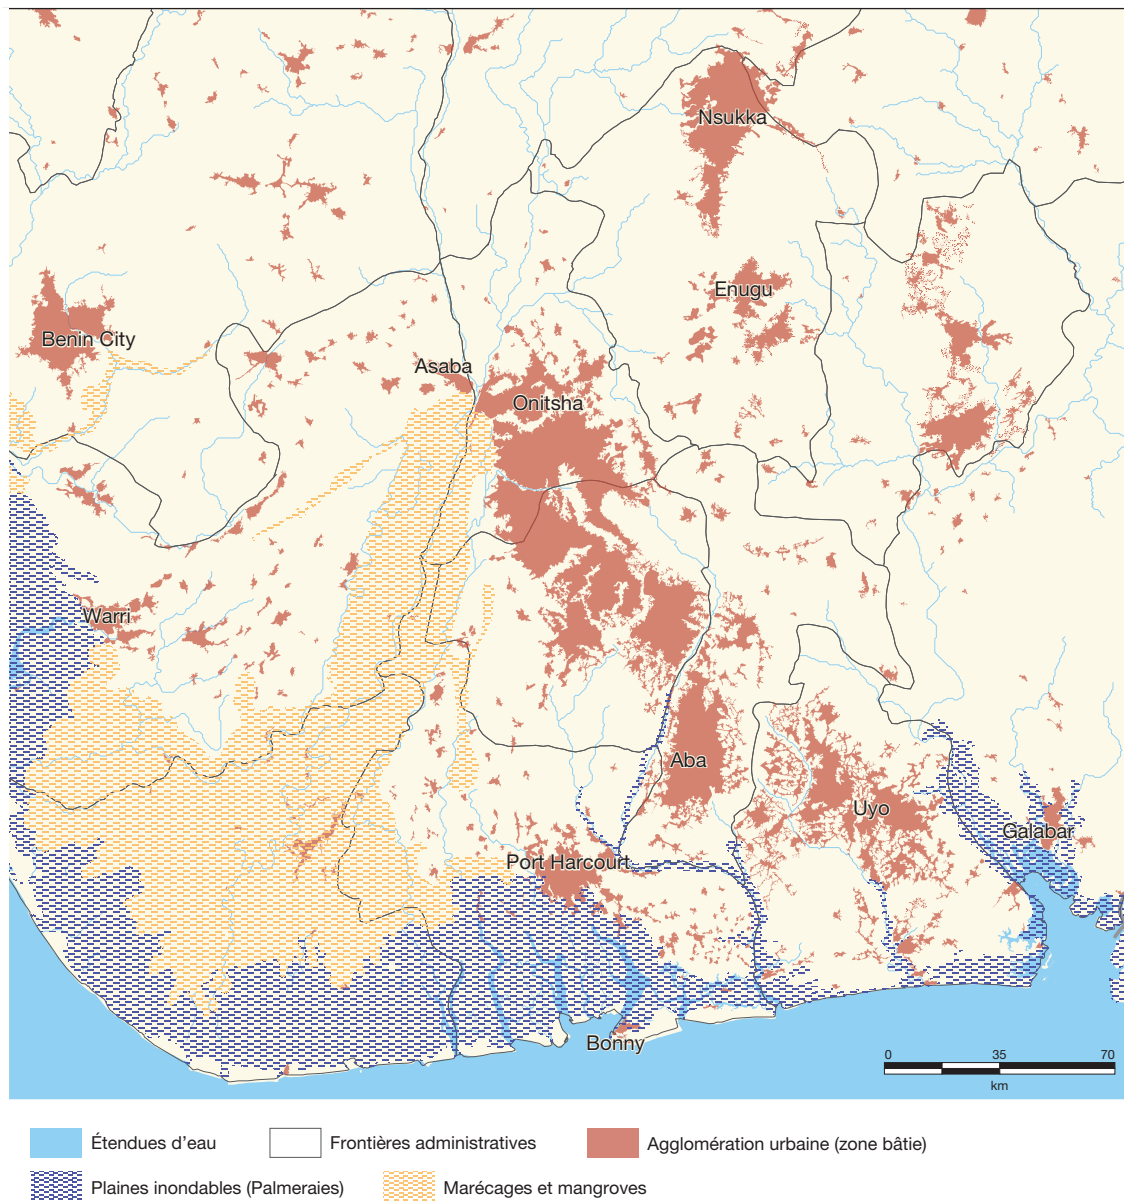 Nsukka
Enugu
Benin City
Asaba
Onitsha
Warri
Aba
Uyo
Galabar
Port Harcourt
Bonny
0 35 70
km
Étendues d’eau
Frontières administratives
Agglomération urbaine (zone bâtie)
Plaines inondables (Palmeraies)
Marécages et mangroves